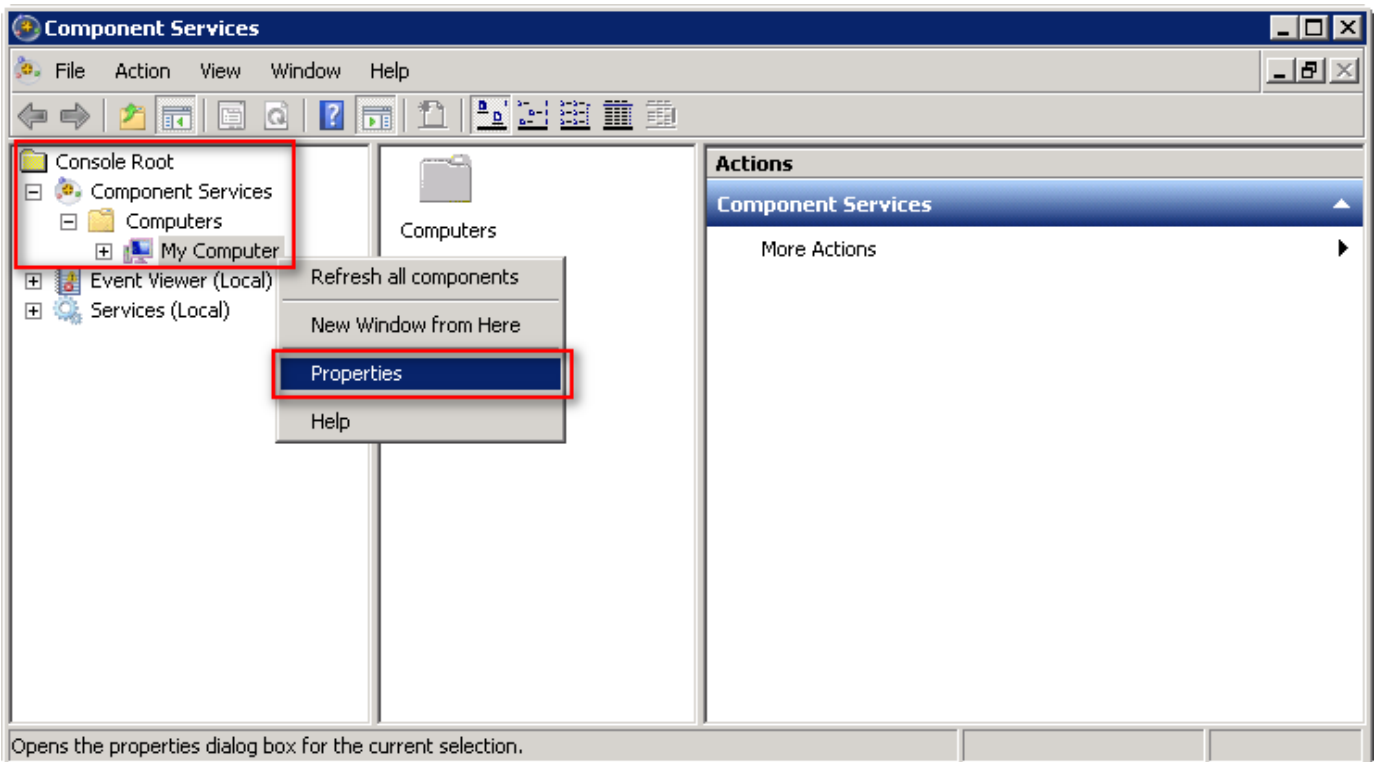 Component Services
File Action View Window Help
Console Root
Component Services
Computers
My Computer
Event Viewer (Local)
Services (Local)
Computers
Refresh all components
New Window from Here
Properties
Help
Actions
Component Services
More Actions
Opens the properties dialog box for the current selection.